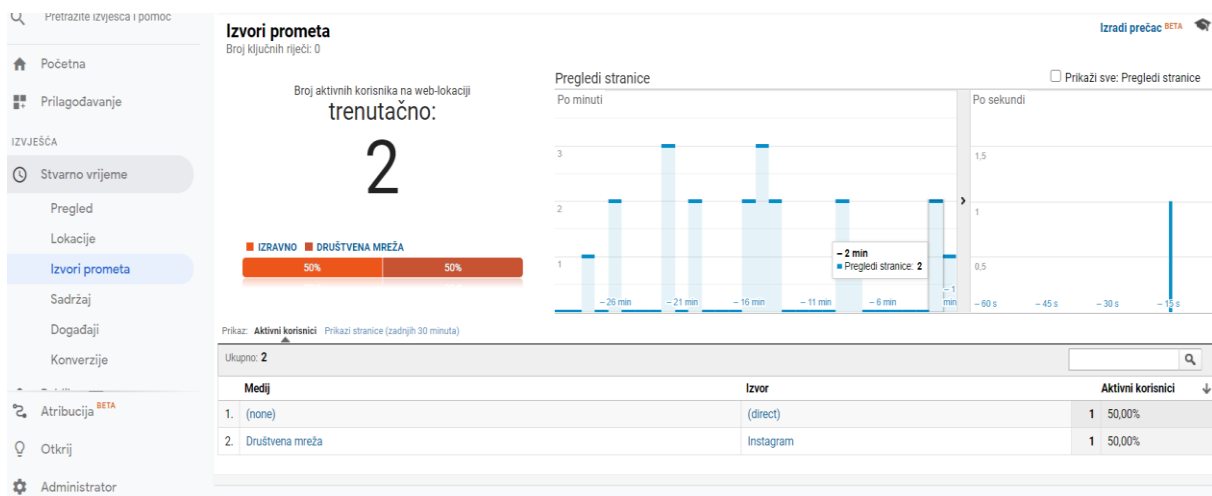 Pretražite izvješća i pomoć
Početna
Prilagođavanje
IZVJEŠĆA
Stvarno vrijeme
Pregled
Lokacije
Izvori prometa
Sadržaj
Događaji
Konverzije
Atribucija BETA
Otkrij
Administrator
Izvori prometa
Broj ključnih riječi: 0
Izradi prečac BETA
Broj aktivnih korisnika na web-lokaciji
trenutačno:
2
IZRAVNO DRUŠTVENA MREŽA
50% 50%
Pregledi stranice
Prikaži sve: Pregledi stranice
Po minuti
3
2
1
– 26 min – 21 min – 16 min – 11 min – 6 min – 1 min
– 2 min
Pregledi stranice: 2
Po sekundi
1,5
1
0,5
– 60 s – 45 s – 30 s – 15 s
Prikaz: Aktivni korisnici Prikazi stranice (zadnjih 30 minuta)
Ukupno: 2
Medij Izvor Aktivni korisnici
1. (none) (direct) 1 50,00%
2. Društvena mreža Instagram 1 50,00%